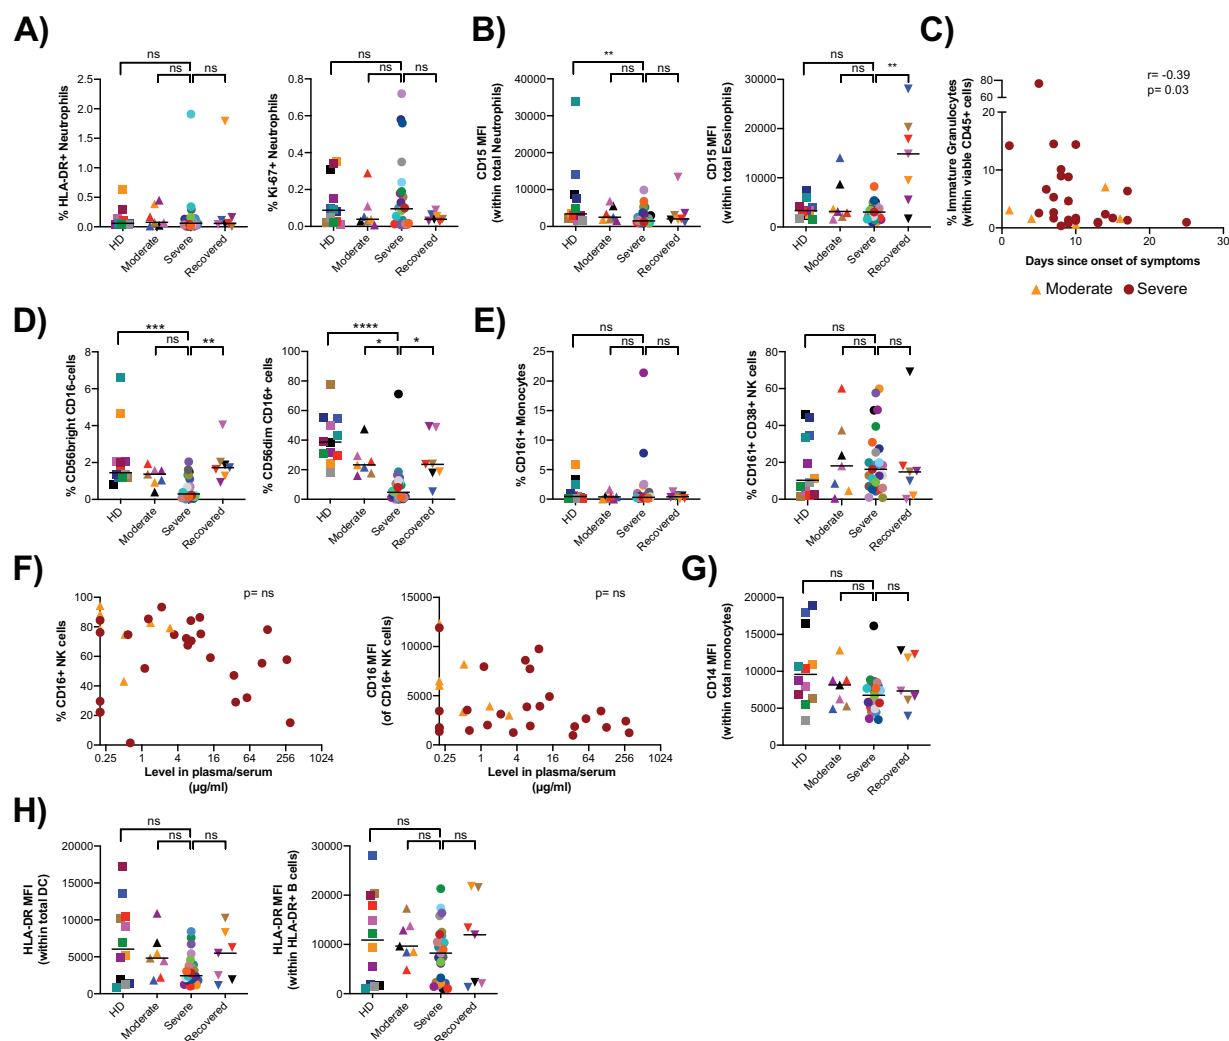 A)
ns
ns
ns
% HLA-DR+ Neutrophils
2.5
2.0
1.5
1.0
0.5
0.0
HD
Moderate
Severe
Recovered
ns
ns
ns
% Ki-67+ Neutrophils
0.8
0.6
0.4
0.2
0.0
HD
Moderate
Severe
Recovered
B)
**
ns
ns
CD15 MFI
(within total Neutrophils)
40000
30000
20000
10000
0
HD
Moderate
Severe
Recovered
ns
ns
**
CD15 MFI
(within total Eosinophils)
30000
20000
10000
0
HD
Moderate
Severe
Recovered
C)
r= -0.39
p= 0.03
% Immature Granulocytes
(within viable CD45+ cells)
80
60
20
15
10
5
0
0
10
20
30
Days since onset of symptoms
Moderate
Severe
D)
***
ns
**
% CD56bright CD16-cells
8
6
4
2
0
HD
Moderate
Severe
Recovered
****
*
*
% CD56dim CD16+ cells
100
80
60
40
20
0
HD
Moderate
Severe
Recovered
E)
ns
ns
ns
% CD161+ Monocytes
25
20
15
10
5
0
HD
Moderate
Severe
Recovered
ns
ns
ns
% CD161+ CD38+ NK cells
80
60
40
20
0
HD
Moderate
Severe
Recovered
F)
p= ns
% CD16+ NK cells
100
80
60
40
20
0
0.25
1
4
16
64
256
1024
Level in plasma/serum
(µg/ml)
p= ns
CD16 MFI
(of CD16+ NK)
15000
10000
5000
0
0.25
1
4
16
64
256
1024
Level in plasma/serum
(µg/ml)
G)
ns
ns
ns
CD14 MFI
(within total monocytes)
20000
15000
10000
5000
0
HD
Moderate
Severe
Recovered
H)
ns
ns
ns
HLA-DR MFI
(within total DC)
20000
15000
10000
5000
0
HD
Moderate
Severe
Recovered
ns
ns
ns
HLA-DR MFI
(within HLA-DR+ B cells)
30000
20000
10000
0
HD
Moderate
Severe
Recovered